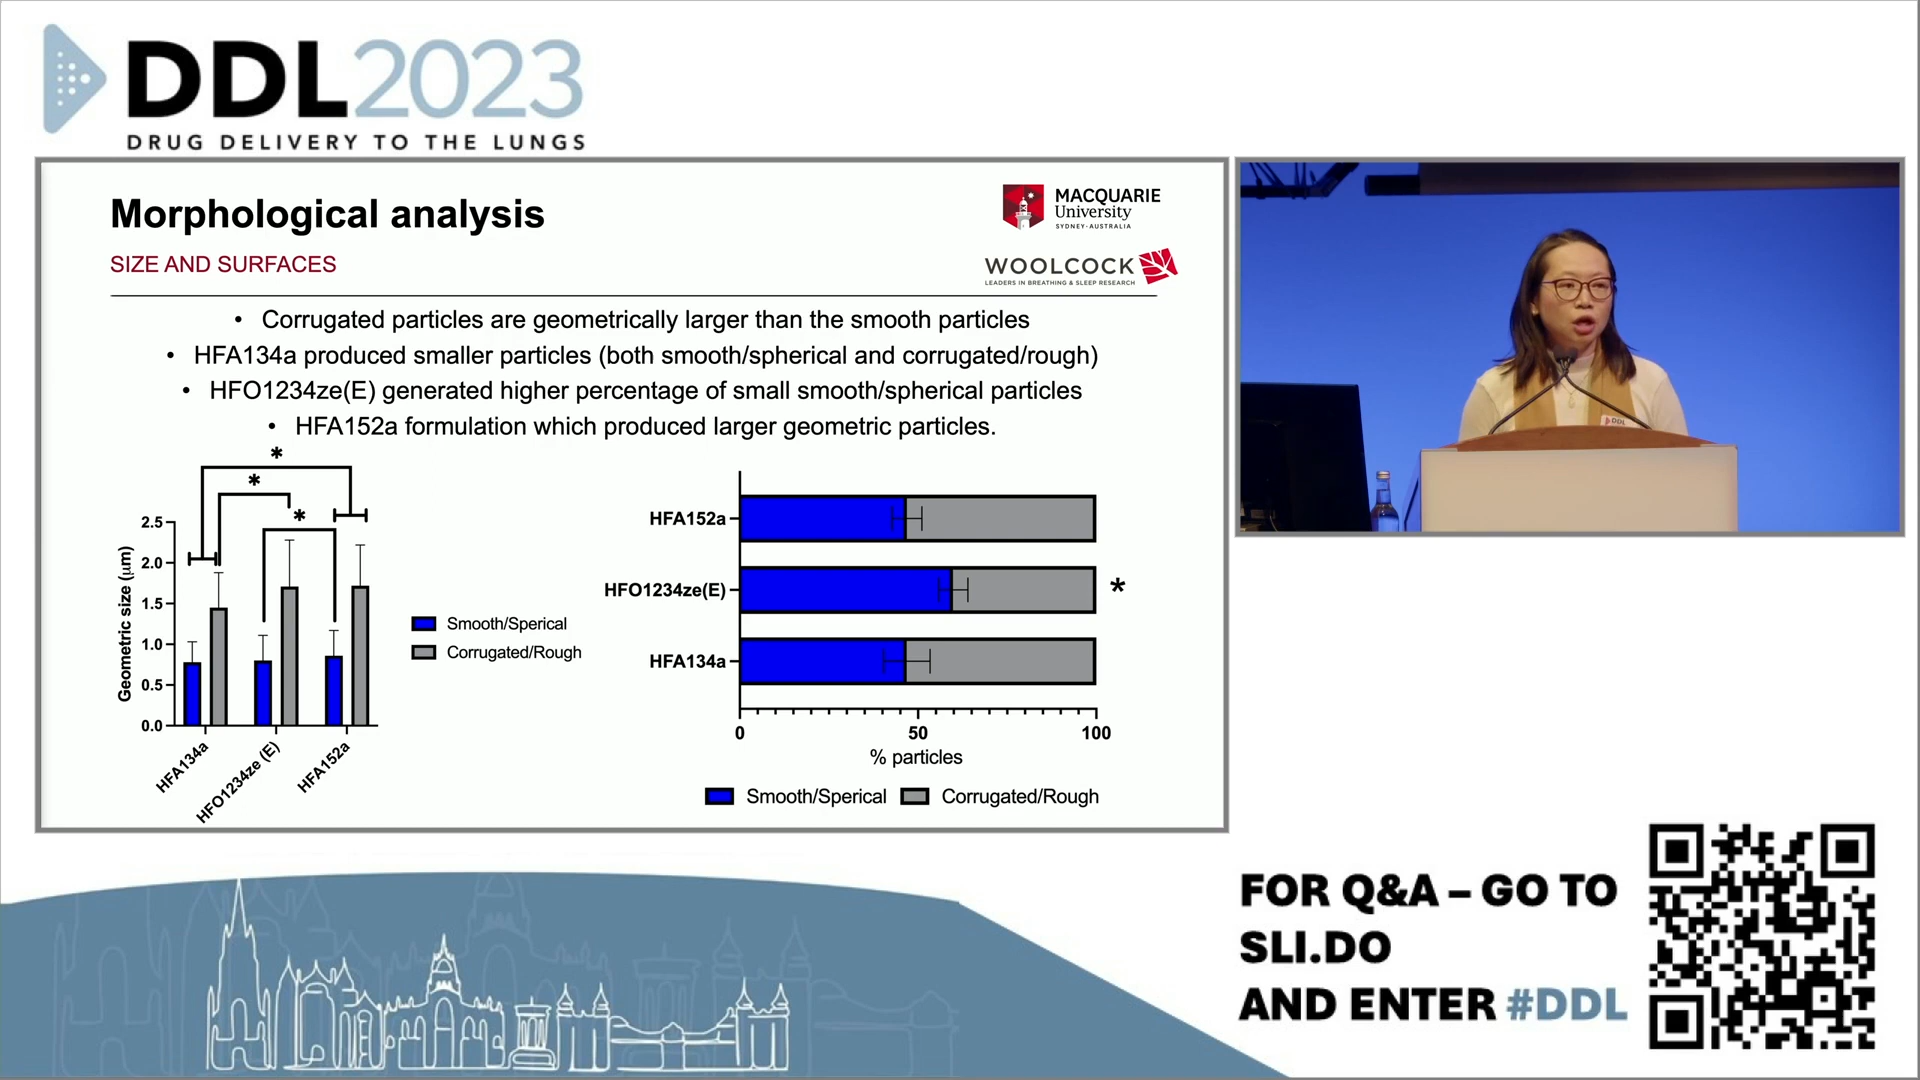 DDL2023
DRUG DELIVERY TO THE LUNGS
Morphological analysis
SIZE AND SURFACES
MACQUARIE
University
SYDNEY·AUSTRALIA
WOOLCOCK
LEADERS IN BREATHING & SLEEP RESEARCH
• Corrugated particles are geometrically larger than the smooth particles
• HFA134a produced smaller particles (both smooth/spherical and corrugated/rough)
• HFO1234ze(E) generated higher percentage of small smooth/spherical particles
• HFA152a formulation which produced larger geometric particles.
*
*
*
Geometric size (μm)
2.5
2.0
1.5
1.0
0.5
0.0
HFA134a
HFO1234ze (E)
HFA152a
Smooth/Sperical
Corrugated/Rough
HFA152a
HFO1234ze(E)
*
HFA134a
0 50 100
% particles
Smooth/Sperical Corrugated/Rough
DDL
FOR Q&A – GO TO
SLI.DO
AND ENTER #DDL